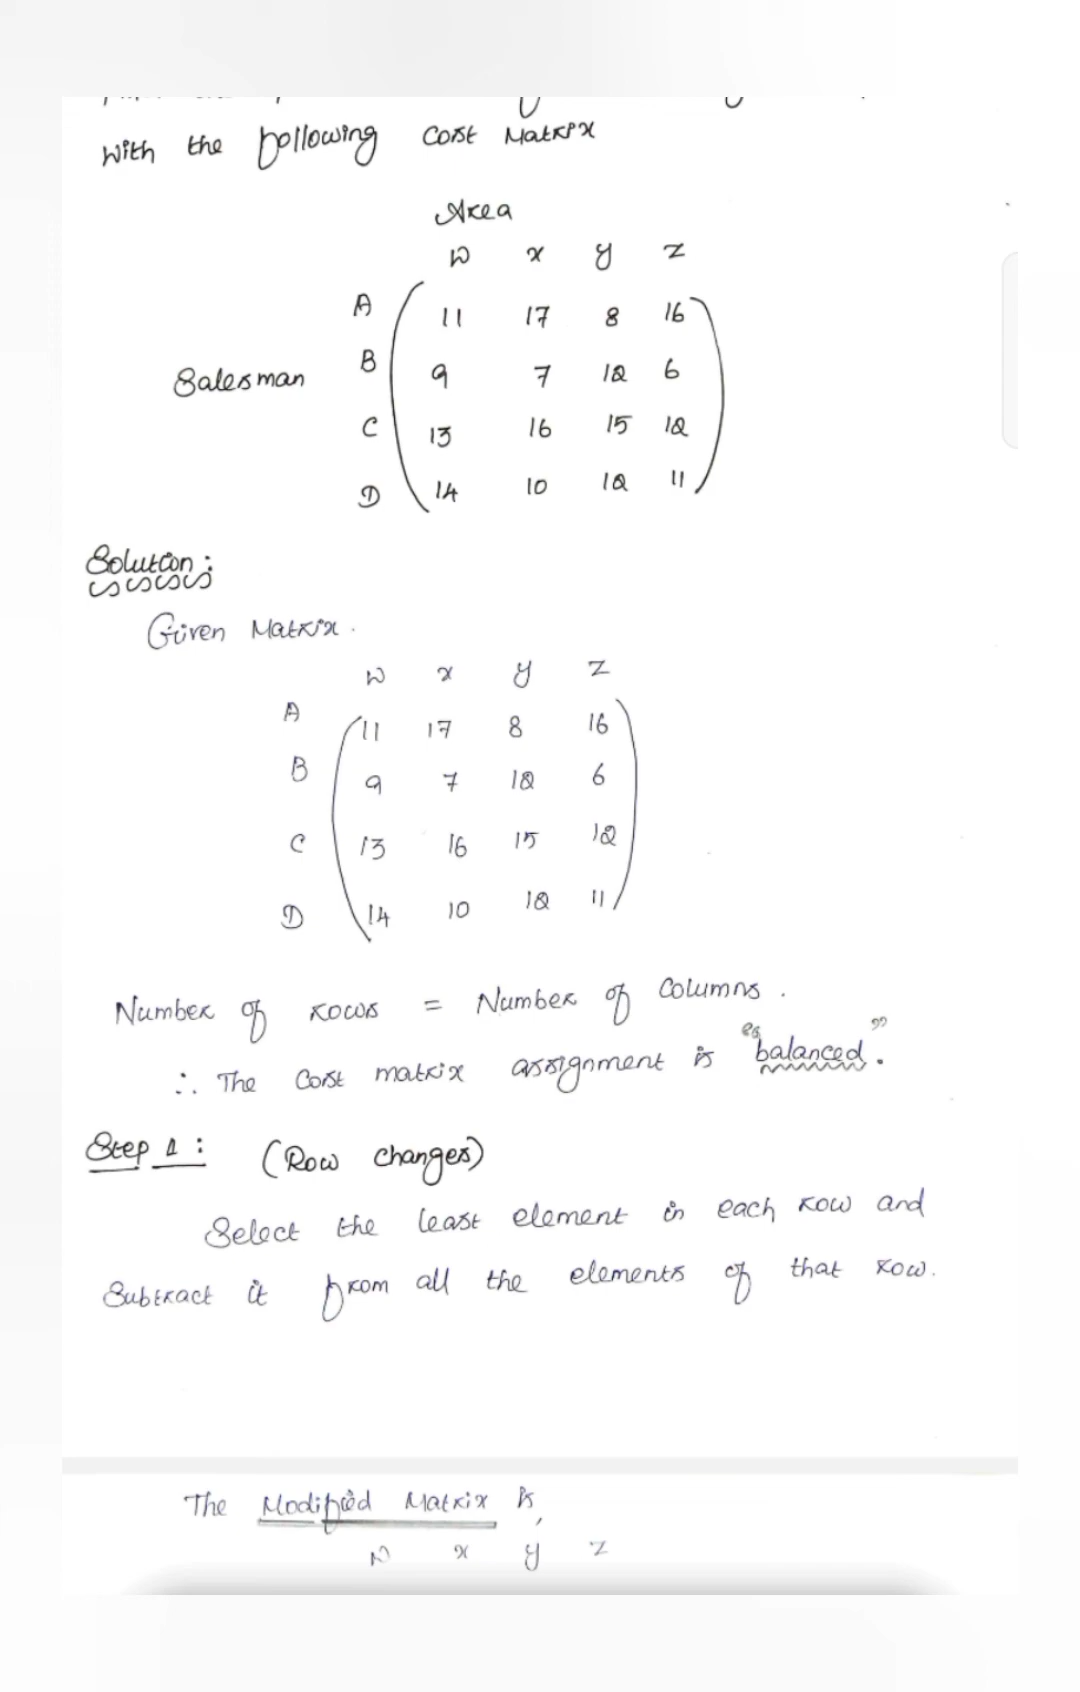 with the following Cost Matrix
Area
W x y z
A 11 17 8 16
B 9 7 12 6
Salesman
C 13 16 15 12
D 14 10 12 11
Solution :
Given Matrix .
W x y z
A 11 17 8 16
B 9 7 12 6
C 13 16 15 12
D 14 10 12 11
Number of rows = Number of Columns .
∴ The Cost matrix assignment is "balanced".
Step 1 : (Row changes)
Select the least element in each row and
Subtract it from all the elements of that row.
The Modified Matrix is,
W x y z